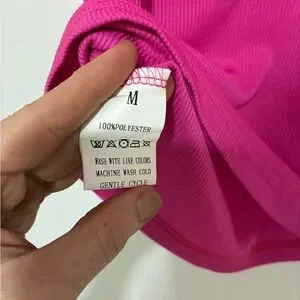 M
100%POLYESTER
WASH WITH LIKE COLORS
MACHINE WASH COLD
GENTLE CYCLE